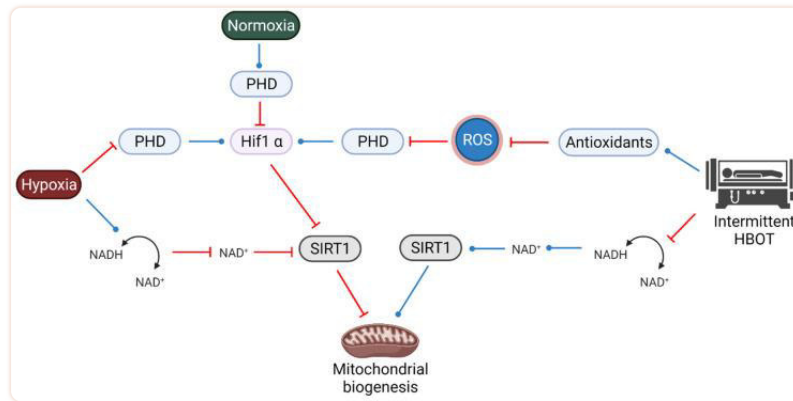 Normoxia
PHD
PHD
Hif1 α
PHD
ROS
Antioxidants
Hypoxia
Intermittent
HBOT
NADH
NAD⁺
NAD⁺
SIRT1
SIRT1
NAD⁺
NADH
NAD⁺
Mitochondrial
biogenesis